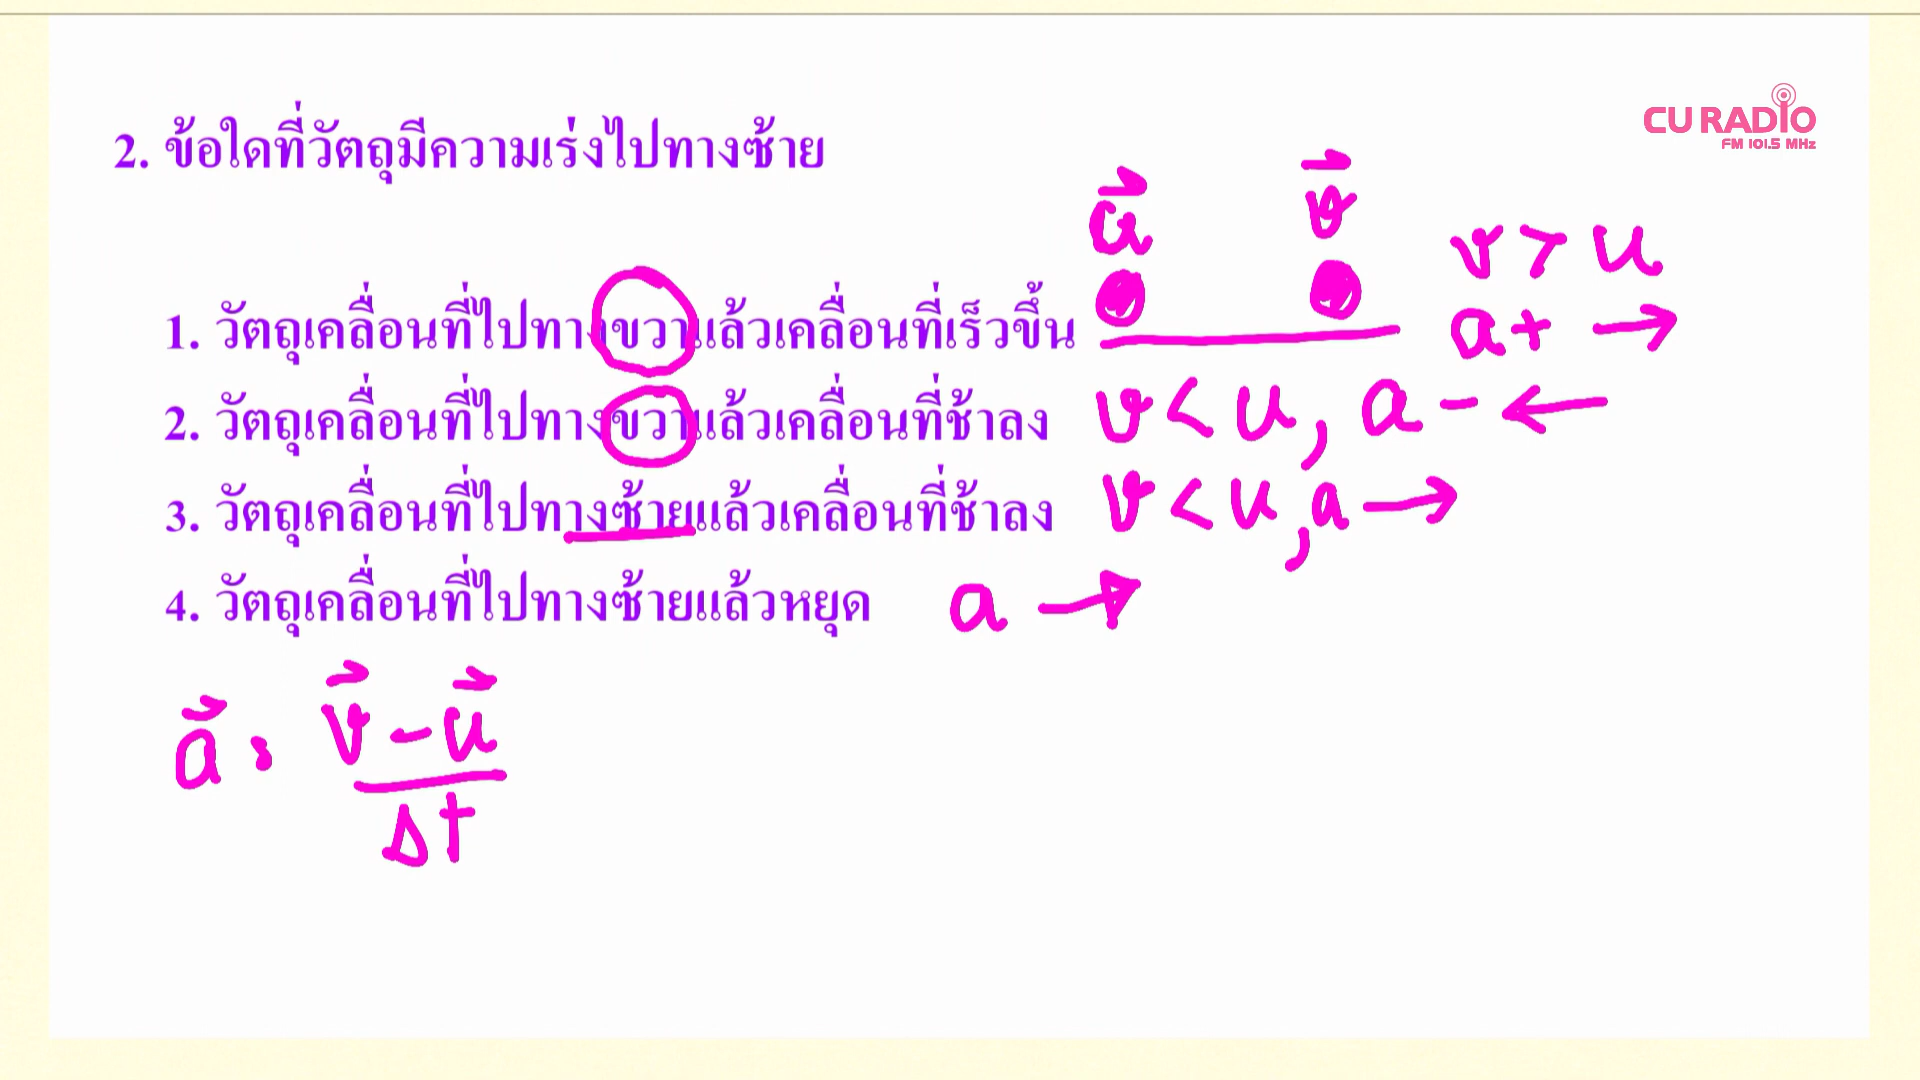 CU RADIO
FM 101.5 MHz
2. ข้อใดที่วัตถุมีความเร่งไปทางซ้าย
u⃗ v⃗
v > u
1. วัตถุเคลื่อนที่ไปทางขวาแล้วเคลื่อนที่เร็วขึ้น
a + →
2. วัตถุเคลื่อนที่ไปทางขวาแล้วเคลื่อนที่ช้าลง v < u, a - ←
3. วัตถุเคลื่อนที่ไปทางซ้ายแล้วเคลื่อนที่ช้าลง v < u, a →
4. วัตถุเคลื่อนที่ไปทางซ้ายแล้วหยุด a →
a⃗ = v⃗ - u⃗
Δt